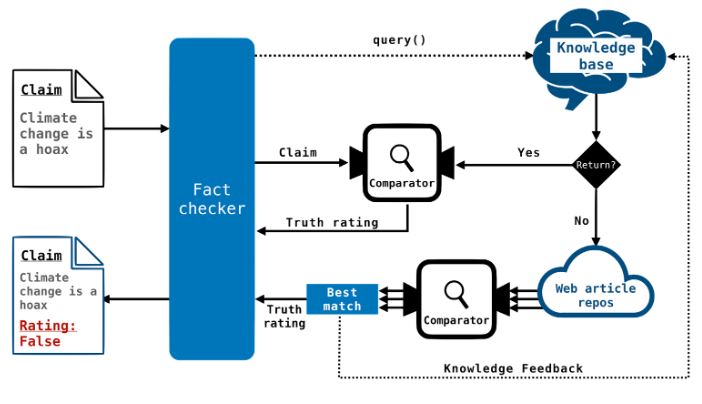 query()
Knowledge
base
Claim
Climate
change is
a hoax
Claim
Comparator
Yes
Return?
Fact
checker
Truth rating
No
Claim
Climate
change is a
hoax
Rating:
False
Truth
rating
Best
match
Comparator
Web article
repos
Knowledge Feedback